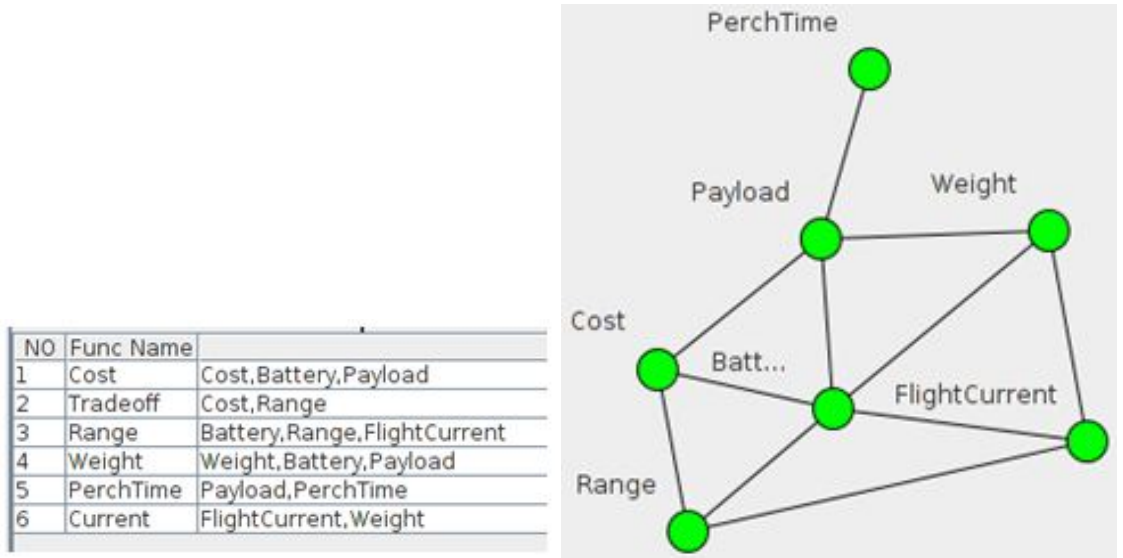 NO Func Name
1 Cost Cost,Battery,Payload
2 Tradeoff Cost,Range
3 Range Battery,Range,FlightCurrent
4 Weight Weight,Battery,Payload
5 PerchTime Payload,PerchTime
6 Current FlightCurrent,Weight
PerchTime
Payload
Weight
Cost
Batt...
FlightCurrent
Range